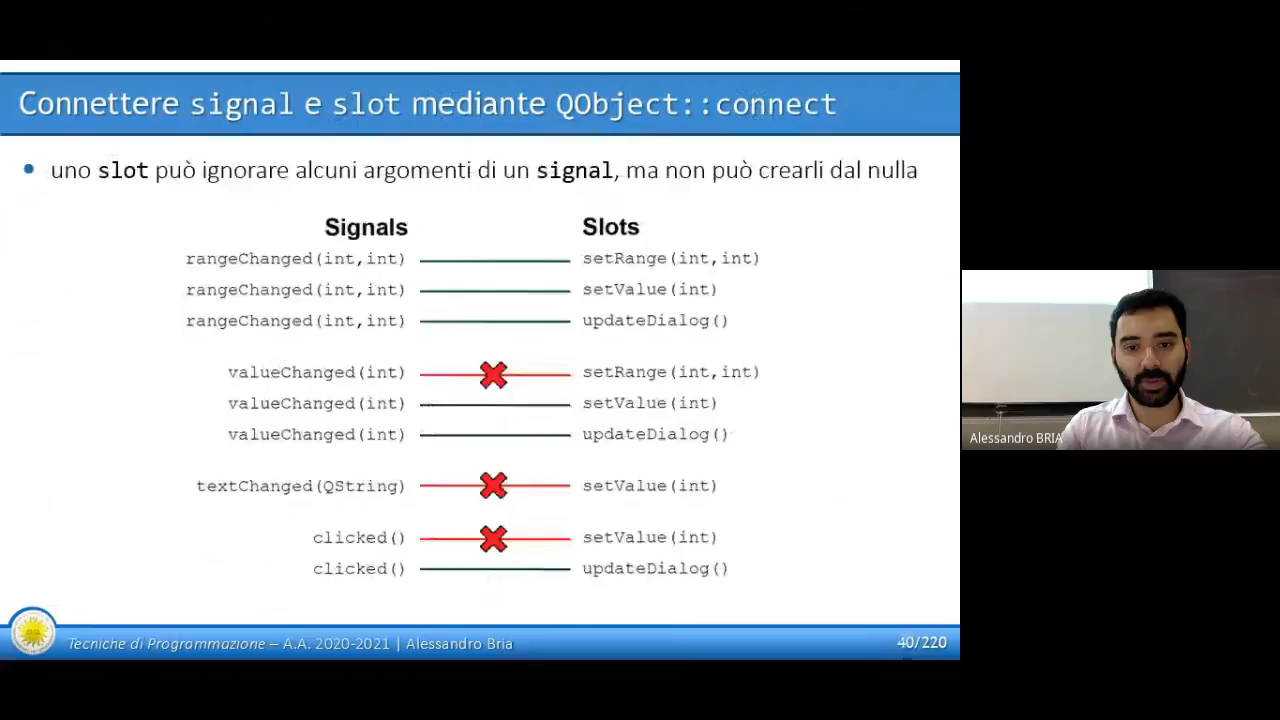 Connettere signal e slot mediante QObject::connect
• uno slot può ignorare alcuni argomenti di un signal, ma non può crearli dal nulla
Signals Slots
rangeChanged(int,int) setRange(int,int)
rangeChanged(int,int) setValue(int)
rangeChanged(int,int) updateDialog()
valueChanged(int) setRange(int,int)
valueChanged(int) setValue(int)
valueChanged(int) updateDialog()
textChanged(QString) setValue(int)
clicked() setValue(int)
clicked() updateDialog()
Tecniche di Programmazione – A.A. 2020-2021 | Alessandro Bria
40/220
Alessandro BRIA